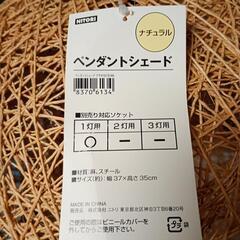 NITORI
ナチュラル
ペンダントシェード
8370 6134
■別売り対応ソケット
1灯用 2灯用 3灯用
○ ー ー
■材質：麻、スチール
■サイズ(約)：幅37×高さ35cm
MADE IN CHINA
販売元：株式会社 ニトリ 東京都北区神谷3丁目6番20号
ご使用の際はビニールカバーを
外してご使用下さい。
タグ